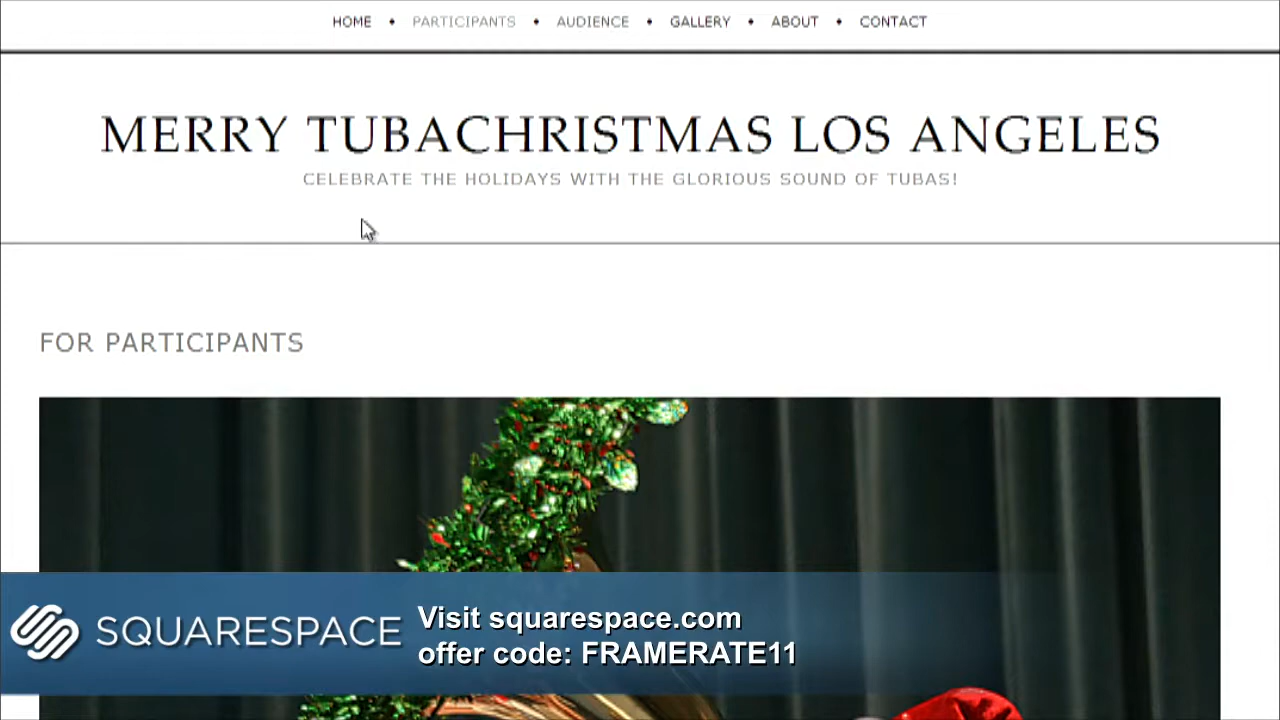 HOME • PARTICIPANTS • AUDIENCE • GALLERY • ABOUT • CONTACT
MERRY TUBACHRISTMAS LOS ANGELES
CELEBRATE THE HOLIDAYS WITH THE GLORIOUS SOUND OF TUBAS!
FOR PARTICIPANTS
SQUARESPACE
Visit squarespace.com
offer code: FRAMERATE11